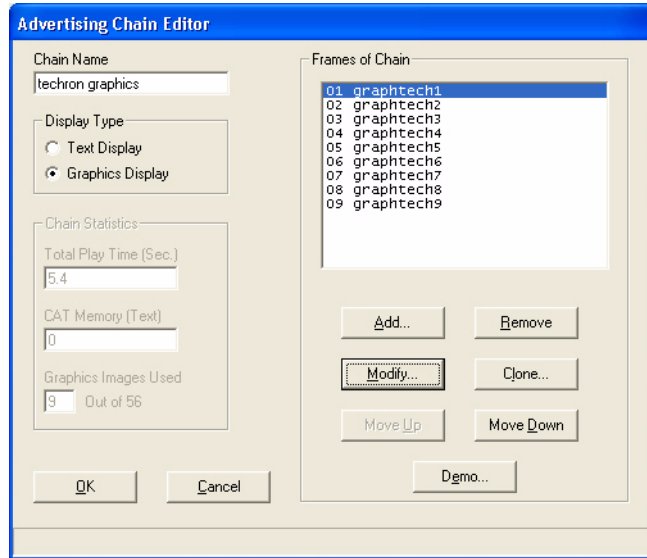 Advertising Chain Editor
Chain Name
techron graphics
Display Type
Text Display
Graphics Display
Chain Statistics
Total Play Time (Sec.)
5.4
CAT Memory (Text)
0
Graphics Images Used
9 Out of 56
OK Cancel
Frames of Chain
01 graphtech1
02 graphtech2
03 graphtech3
04 graphtech4
05 graphtech5
06 graphtech6
07 graphtech7
08 graphtech8
09 graphtech9
Add... Remove
Modify... Clone...
Move Up Move Down
Demo...